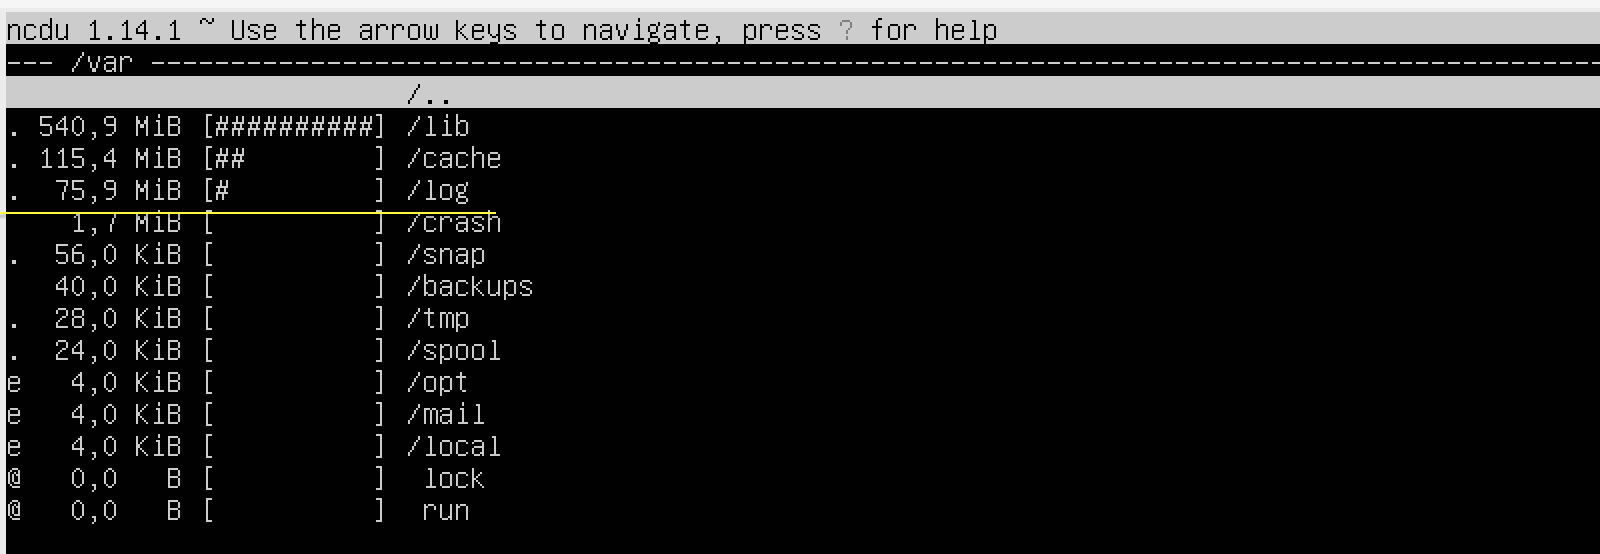 ncdu 1.14.1 ~ Use the arrow keys to navigate, press ? for help
--- /var ------------------------------------------------------------------------------------------
                         /..
. 540,9 MiB [##########] /lib
. 115,4 MiB [##        ] /cache
.  75,9 MiB [#         ] /log
    1,7 MiB [          ] /crash
.  56,0 KiB [          ] /snap
   40,0 KiB [          ] /backups
.  28,0 KiB [          ] /tmp
.  24,0 KiB [          ] /spool
e   4,0 KiB [          ] /opt
e   4,0 KiB [          ] /mail
e   4,0 KiB [          ] /local
@   0,0   B [          ]  lock
@   0,0   B [          ]  run